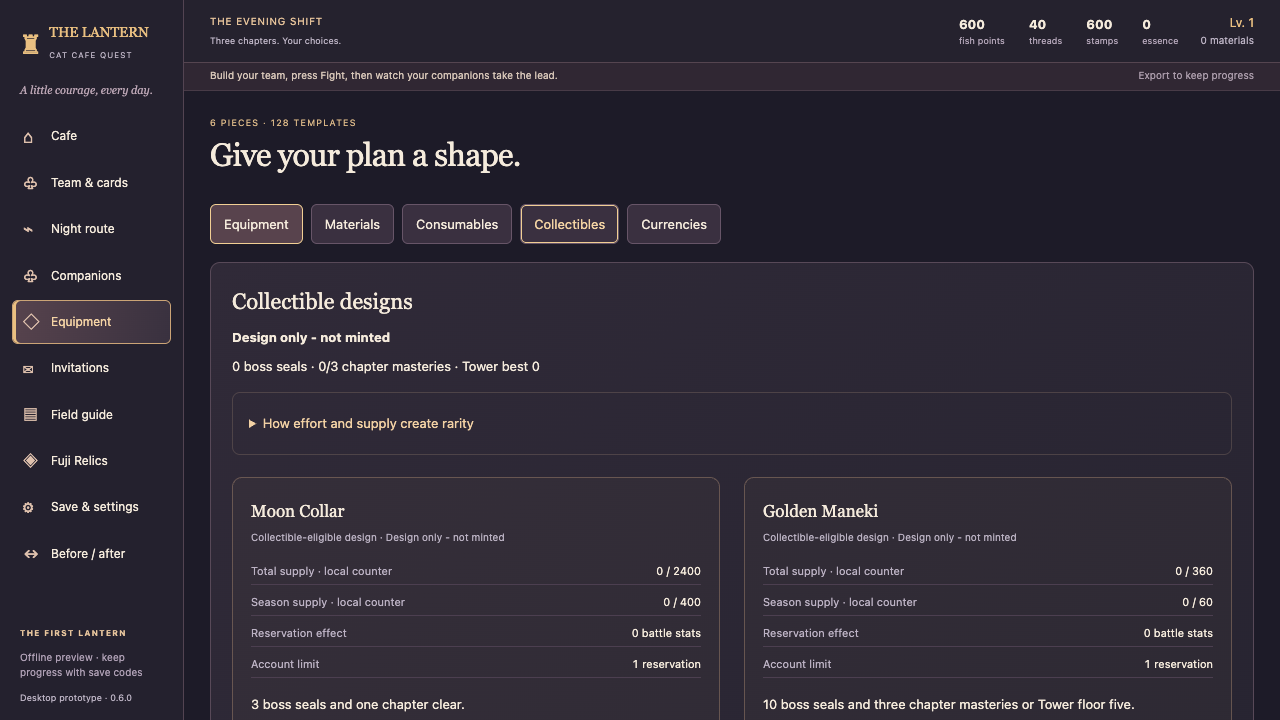 THE LANTERN
CAT CAFE QUEST
A little courage, every day.
Cafe
Team & cards
Night route
Companions
Equipment
Invitations
Field guide
Fuji Relics
Save & settings
Before / after
THE FIRST LANTERN
Offline preview · keep
progress with save codes
Desktop prototype · 0.6.0
THE EVENING SHIFT
Three chapters. Your choices.
600 fish points
40 threads
600 stamps
0 essence
Lv. 1
0 materials
Build your team, press Fight, then watch your companions take the lead.
Export to keep progress
6 PIECES · 128 TEMPLATES
Give your plan a shape.
Equipment
Materials
Consumables
Collectibles
Currencies
Collectible designs
Design only - not minted
0 boss seals · 0/3 chapter masteries · Tower best 0
How effort and supply create rarity
Moon Collar
Collectible-eligible design · Design only - not minted
Total supply · local counter 0 / 2400
Season supply · local counter 0 / 400
Reservation effect 0 battle stats
Account limit 1 reservation
3 boss seals and one chapter clear.
Golden Maneki
Collectible-eligible design · Design only - not minted
Total supply · local counter 0 / 360
Season supply · local counter 0 / 60
Reservation effect 0 battle stats
Account limit 1 reservation
10 boss seals and three chapter masteries or Tower floor five.